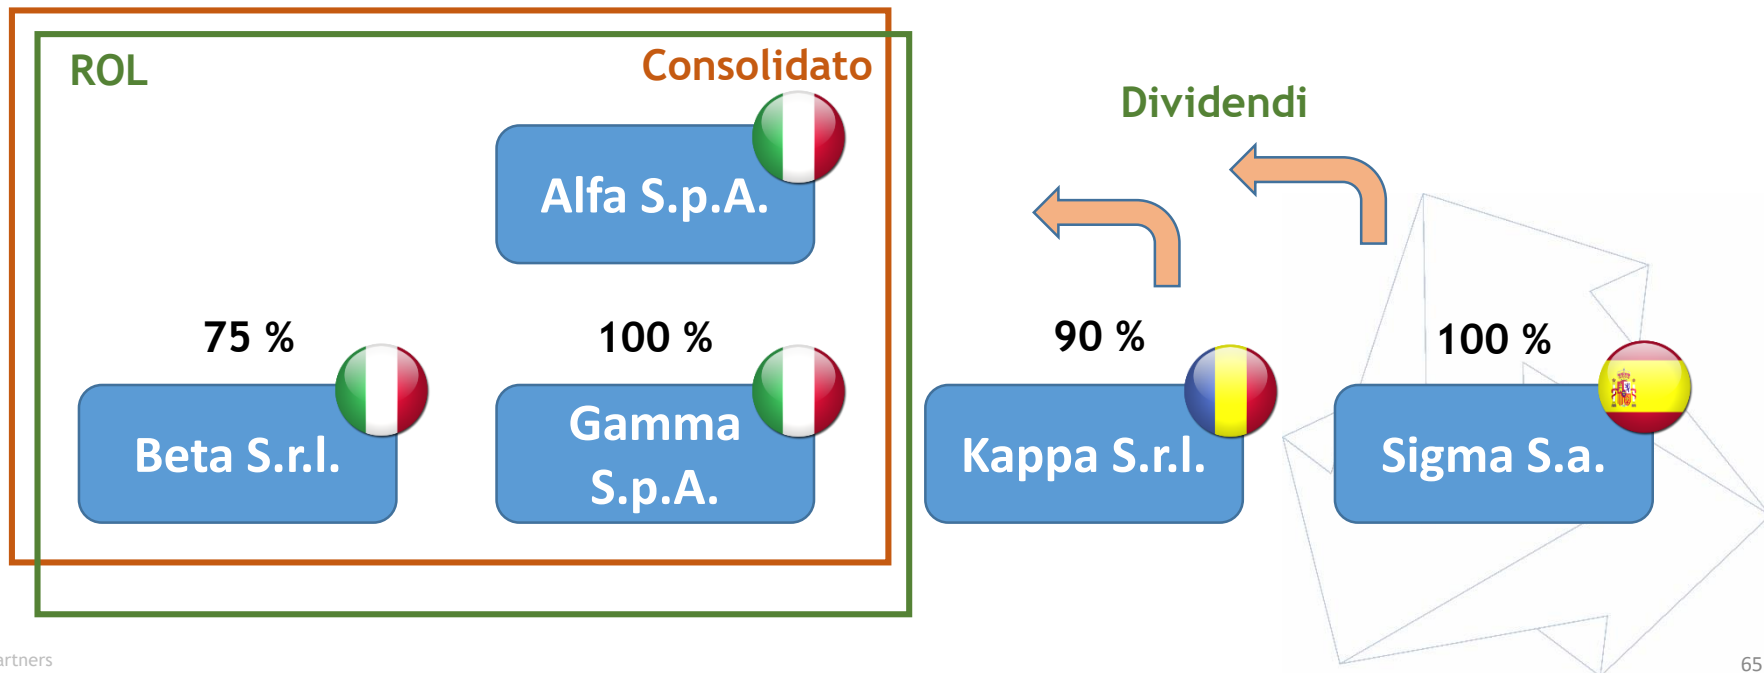 ROL
Consolidato
Dividendi
Alfa S.p.A.
75 %
100 %
90 %
100 %
Beta S.r.l.
Gamma
S.p.A.
Kappa S.r.l.
Sigma S.a.
artners
65